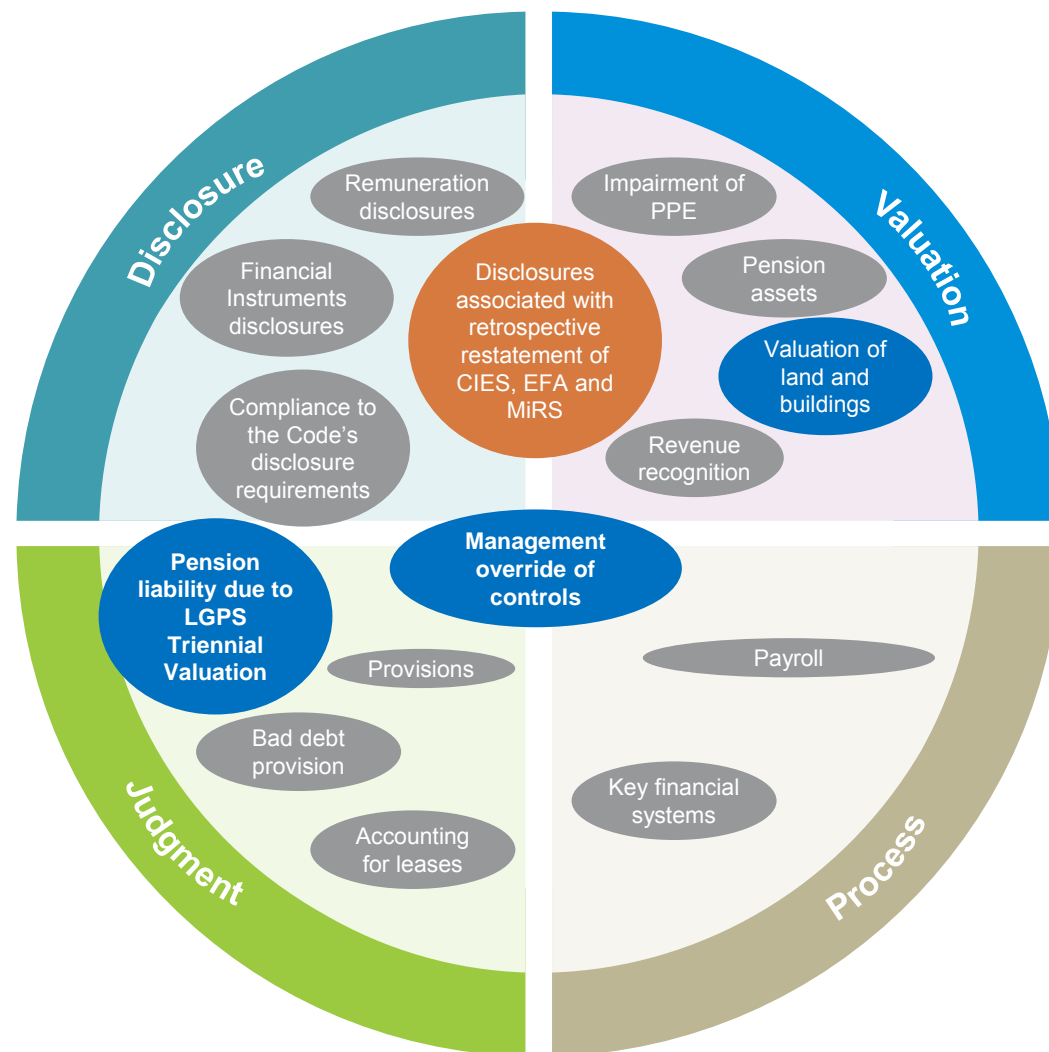 Disclosure
Valuation
Remuneration
disclosures
Impairment of
PPE
Financial
Instruments
disclosures
Disclosures
associated with
retrospective
restatement of
CIES, EFA and
MiRS
Pension
assets
Valuation of
land and
buildings
Compliance to
the Code's
disclosure
requirements
Revenue
recognition
Management
override of
controls
Pension
liability due to
LGPS
Triennial
Valuation
Provisions
Payroll
Bad debt
provision
Key financial
systems
Accounting
for leases
Judgment
Process